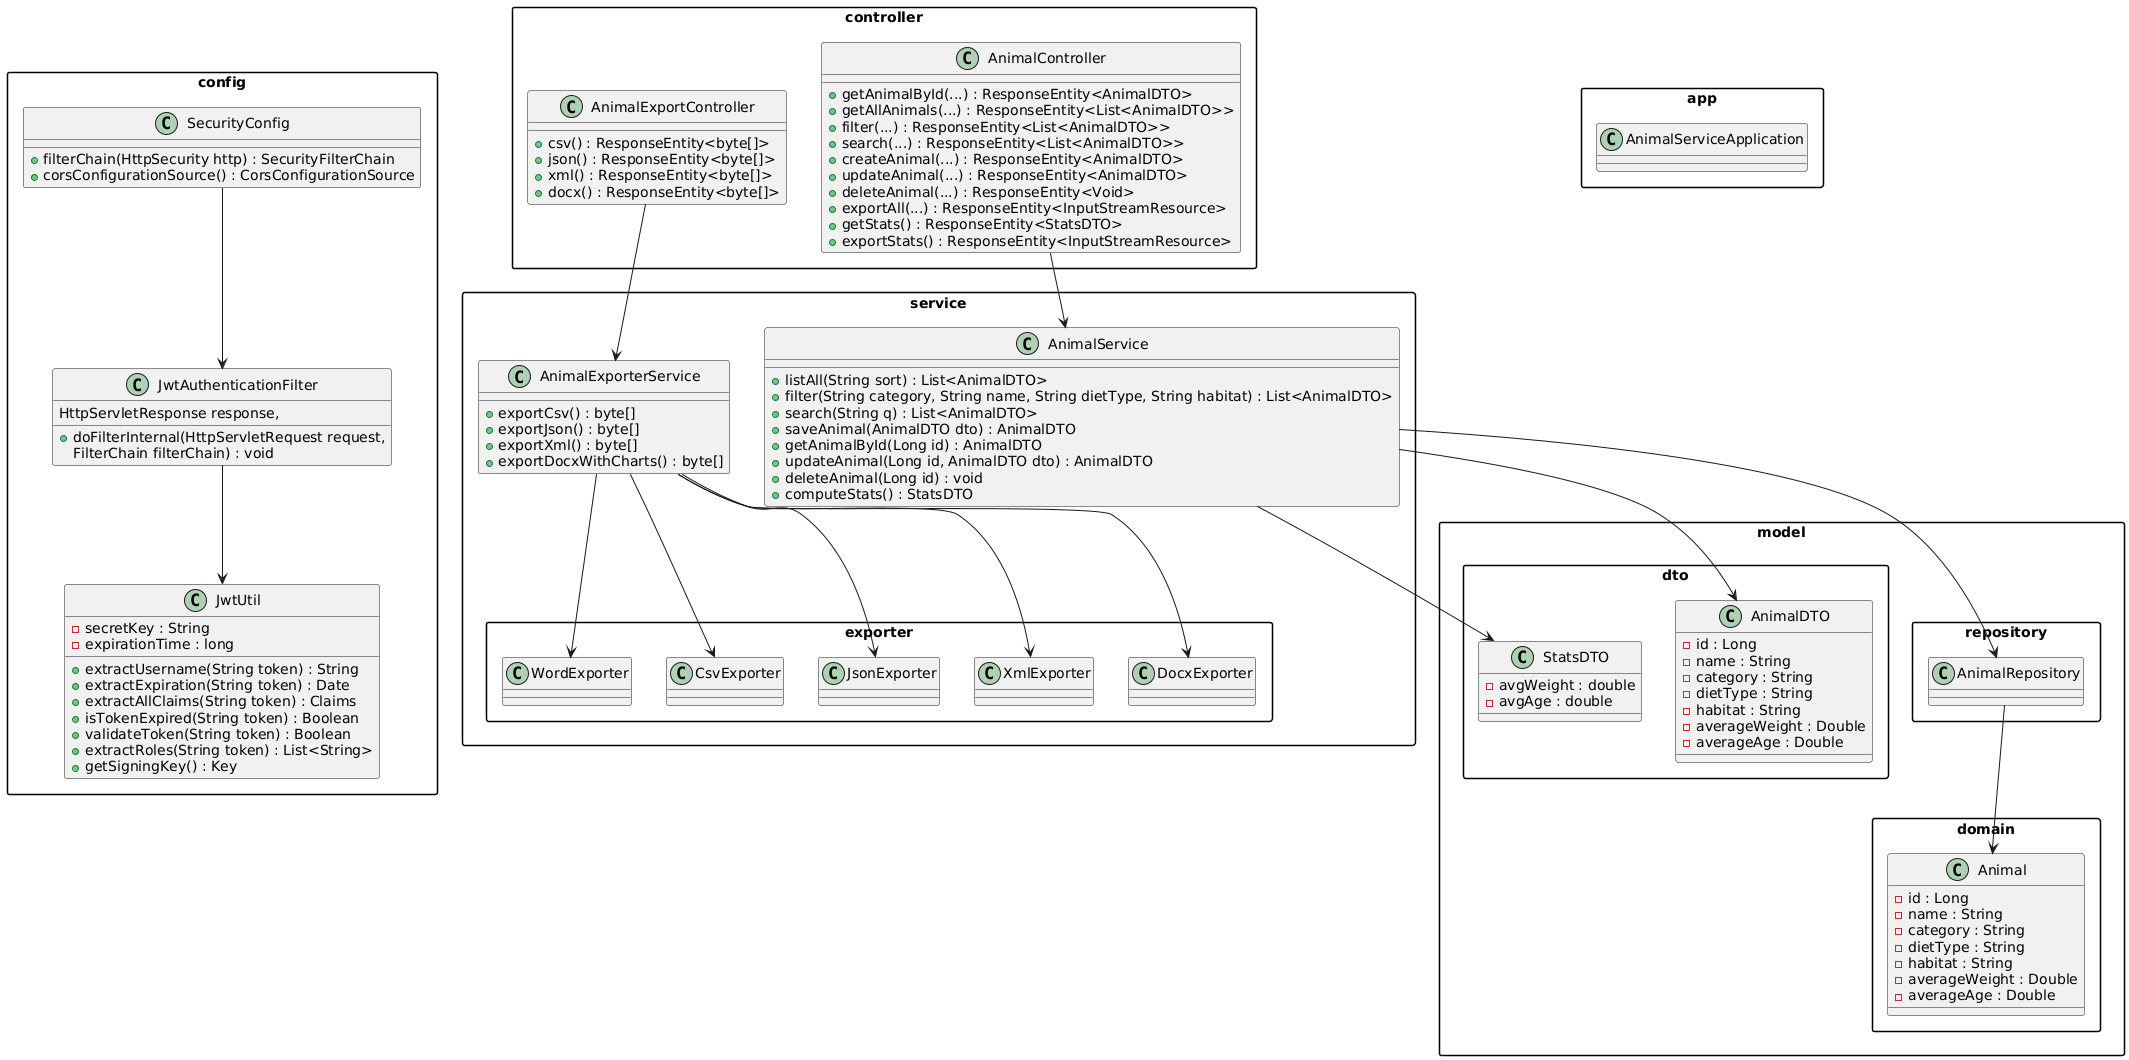 config
C SecurityConfig
filterChain(HttpSecurity http) : SecurityFilterChain
corsConfigurationSource() : CorsConfigurationSource
C JwtAuthenticationFilter
HttpServletResponse response,
doFilterInternal(HttpServletRequest request,
FilterChain filterChain) : void
C JwtUtil
secretKey : String
expirationTime : long
extractUsername(String token) : String
extractExpiration(String token) : Date
extractAllClaims(String token) : Claims
isTokenExpired(String token) : Boolean
validateToken(String token) : Boolean
extractRoles(String token) : List<String>
getSigningKey() : Key
controller
C AnimalExportController
csv() : ResponseEntity<byte[]>
json() : ResponseEntity<byte[]>
xml() : ResponseEntity<byte[]>
docx() : ResponseEntity<byte[]>
C AnimalController
getAnimalById(...) : ResponseEntity<AnimalDTO>
getAllAnimals(...) : ResponseEntity<List<AnimalDTO>>
filter(...) : ResponseEntity<List<AnimalDTO>>
search(...) : ResponseEntity<List<AnimalDTO>>
createAnimal(...) : ResponseEntity<AnimalDTO>
updateAnimal(...) : ResponseEntity<AnimalDTO>
deleteAnimal(...) : ResponseEntity<Void>
exportAll(...) : ResponseEntity<InputStreamResource>
getStats() : ResponseEntity<StatsDTO>
exportStats() : ResponseEntity<InputStreamResource>
app
C AnimalServiceApplication
service
C AnimalExporterService
exportCsv() : byte[]
exportJson() : byte[]
exportXml() : byte[]
exportDocxWithCharts() : byte[]
C AnimalService
listAll(String sort) : List<AnimalDTO>
filter(String category, String name, String dietType, String habitat) : List<AnimalDTO>
search(String q) : List<AnimalDTO>
saveAnimal(AnimalDTO dto) : AnimalDTO
getAnimalById(Long id) : AnimalDTO
updateAnimal(Long id, AnimalDTO dto) : AnimalDTO
deleteAnimal(Long id) : void
computeStats() : StatsDTO
exporter
C WordExporter
C CsvExporter
C JsonExporter
C XmlExporter
C DocxExporter
model
dto
C StatsDTO
avgWeight : double
avgAge : double
C AnimalDTO
id : Long
name : String
category : String
dietType : String
habitat : String
averageWeight : Double
averageAge : Double
repository
C AnimalRepository
domain
C Animal
id : Long
name : String
category : String
dietType : String
habitat : String
averageWeight : Double
averageAge : Double